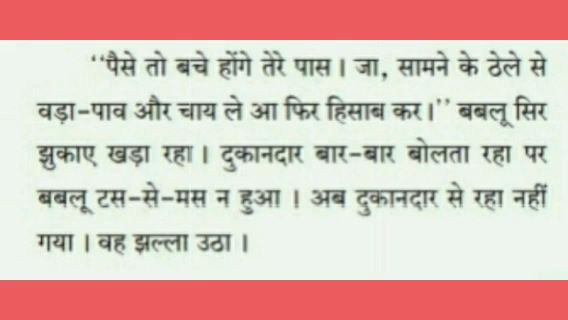 ‘‘पैसे तो बचे होंगे तेरे पास। जा, सामने के ठेले से
वड़ा-पाव और चाय ले आ फिर हिसाब कर।’’ बबलू सिर
झुकाए खड़ा रहा। दुकानदार बार-बार बोलता रहा पर
बबलू टस-से-मस न हुआ। अब दुकानदार से रहा नहीं
गया। वह झल्ला उठा।